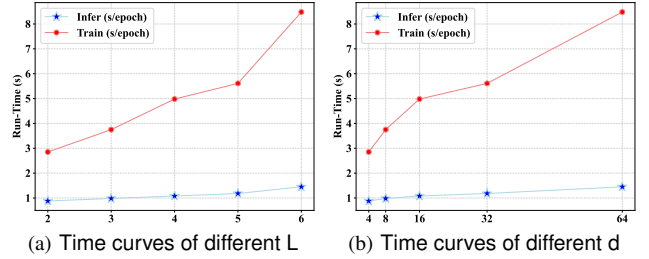 Infer (s/epoch)
Train (s/epoch)
Run-Time (s)
8
7
6
5
4
3
2
1
2 3 4 5 6
(a) Time curves of different L
Infer (s/epoch)
Train (s/epoch)
Run-Time (s)
8
7
6
5
4
3
2
1
4 8 16 32 64
(b) Time curves of different d